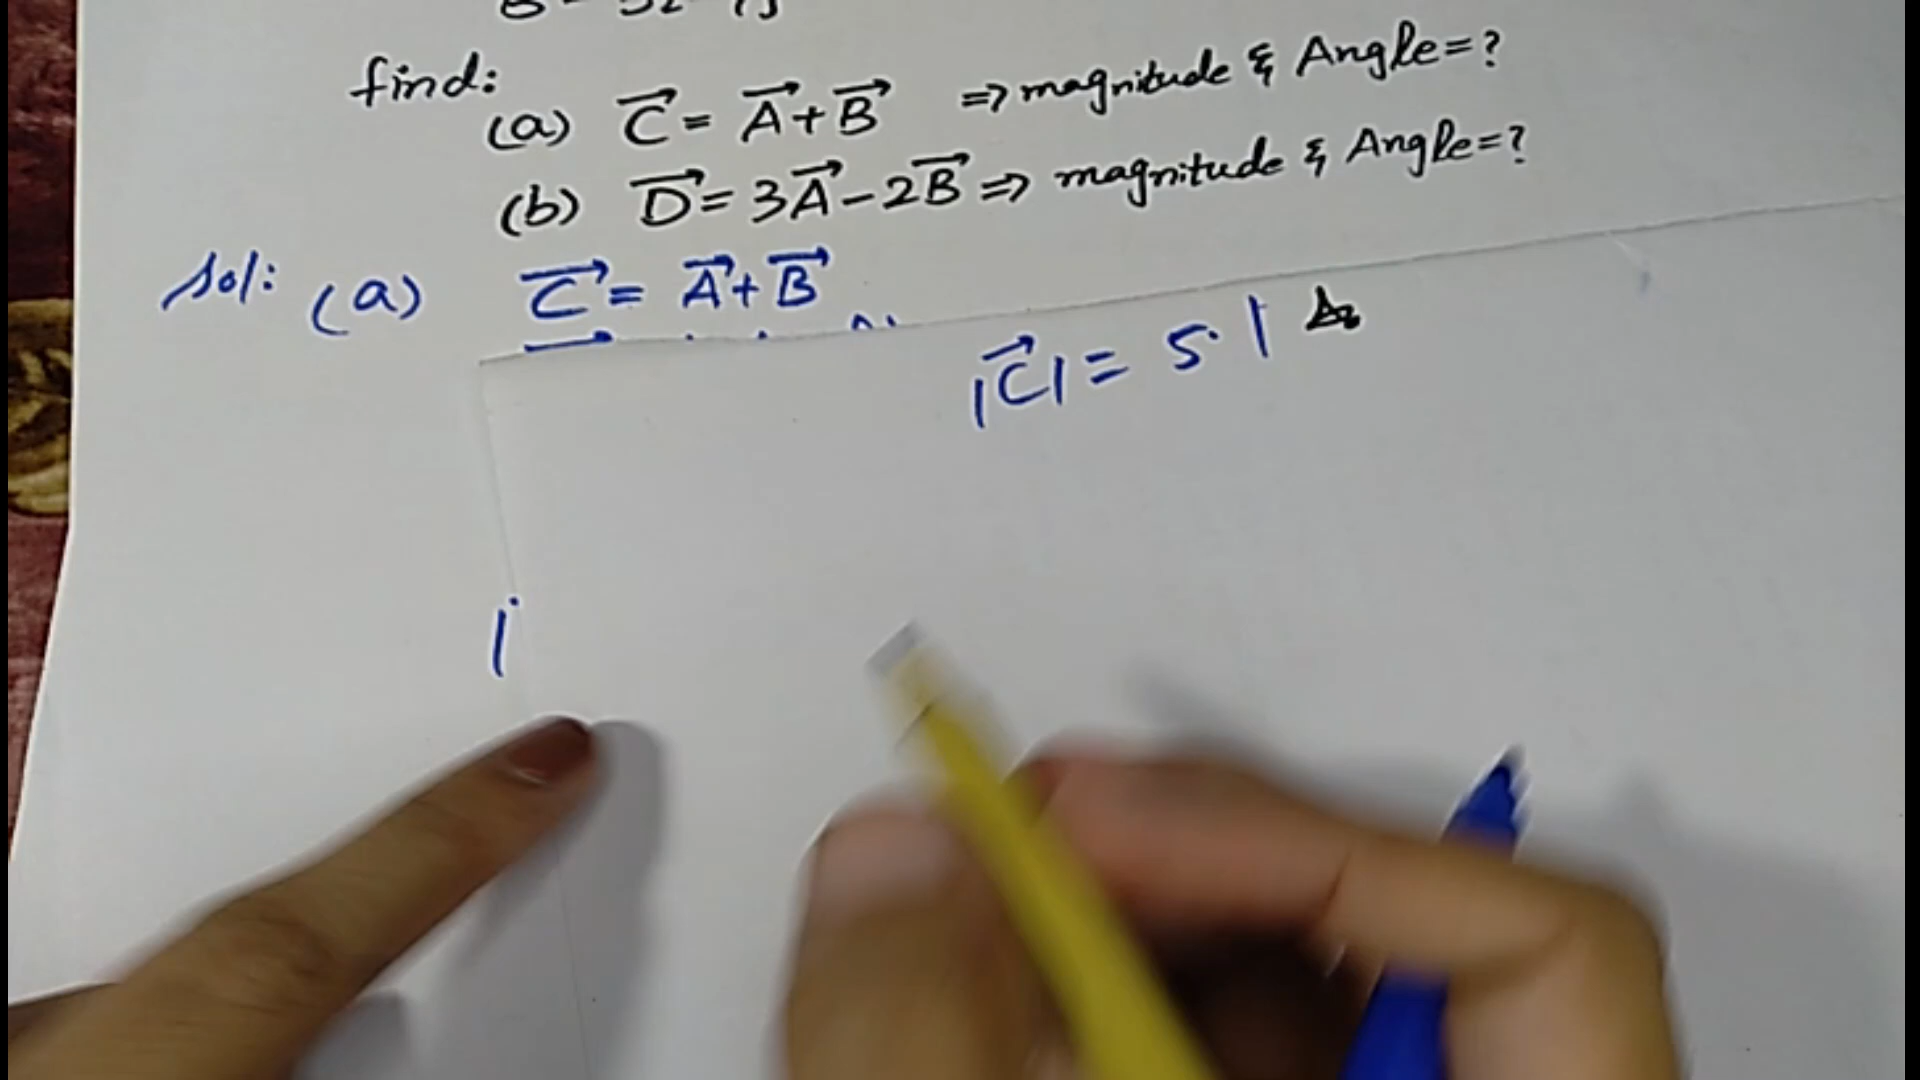 find:
(a) C⃗ = A⃗ + B⃗ ⇒ magnitude & Angle = ?
(b) D⃗ = 3A⃗ - 2B⃗ ⇒ magnitude & Angle = ?
Sol: (a) C⃗ = A⃗ + B⃗
|C⃗| = 5.1